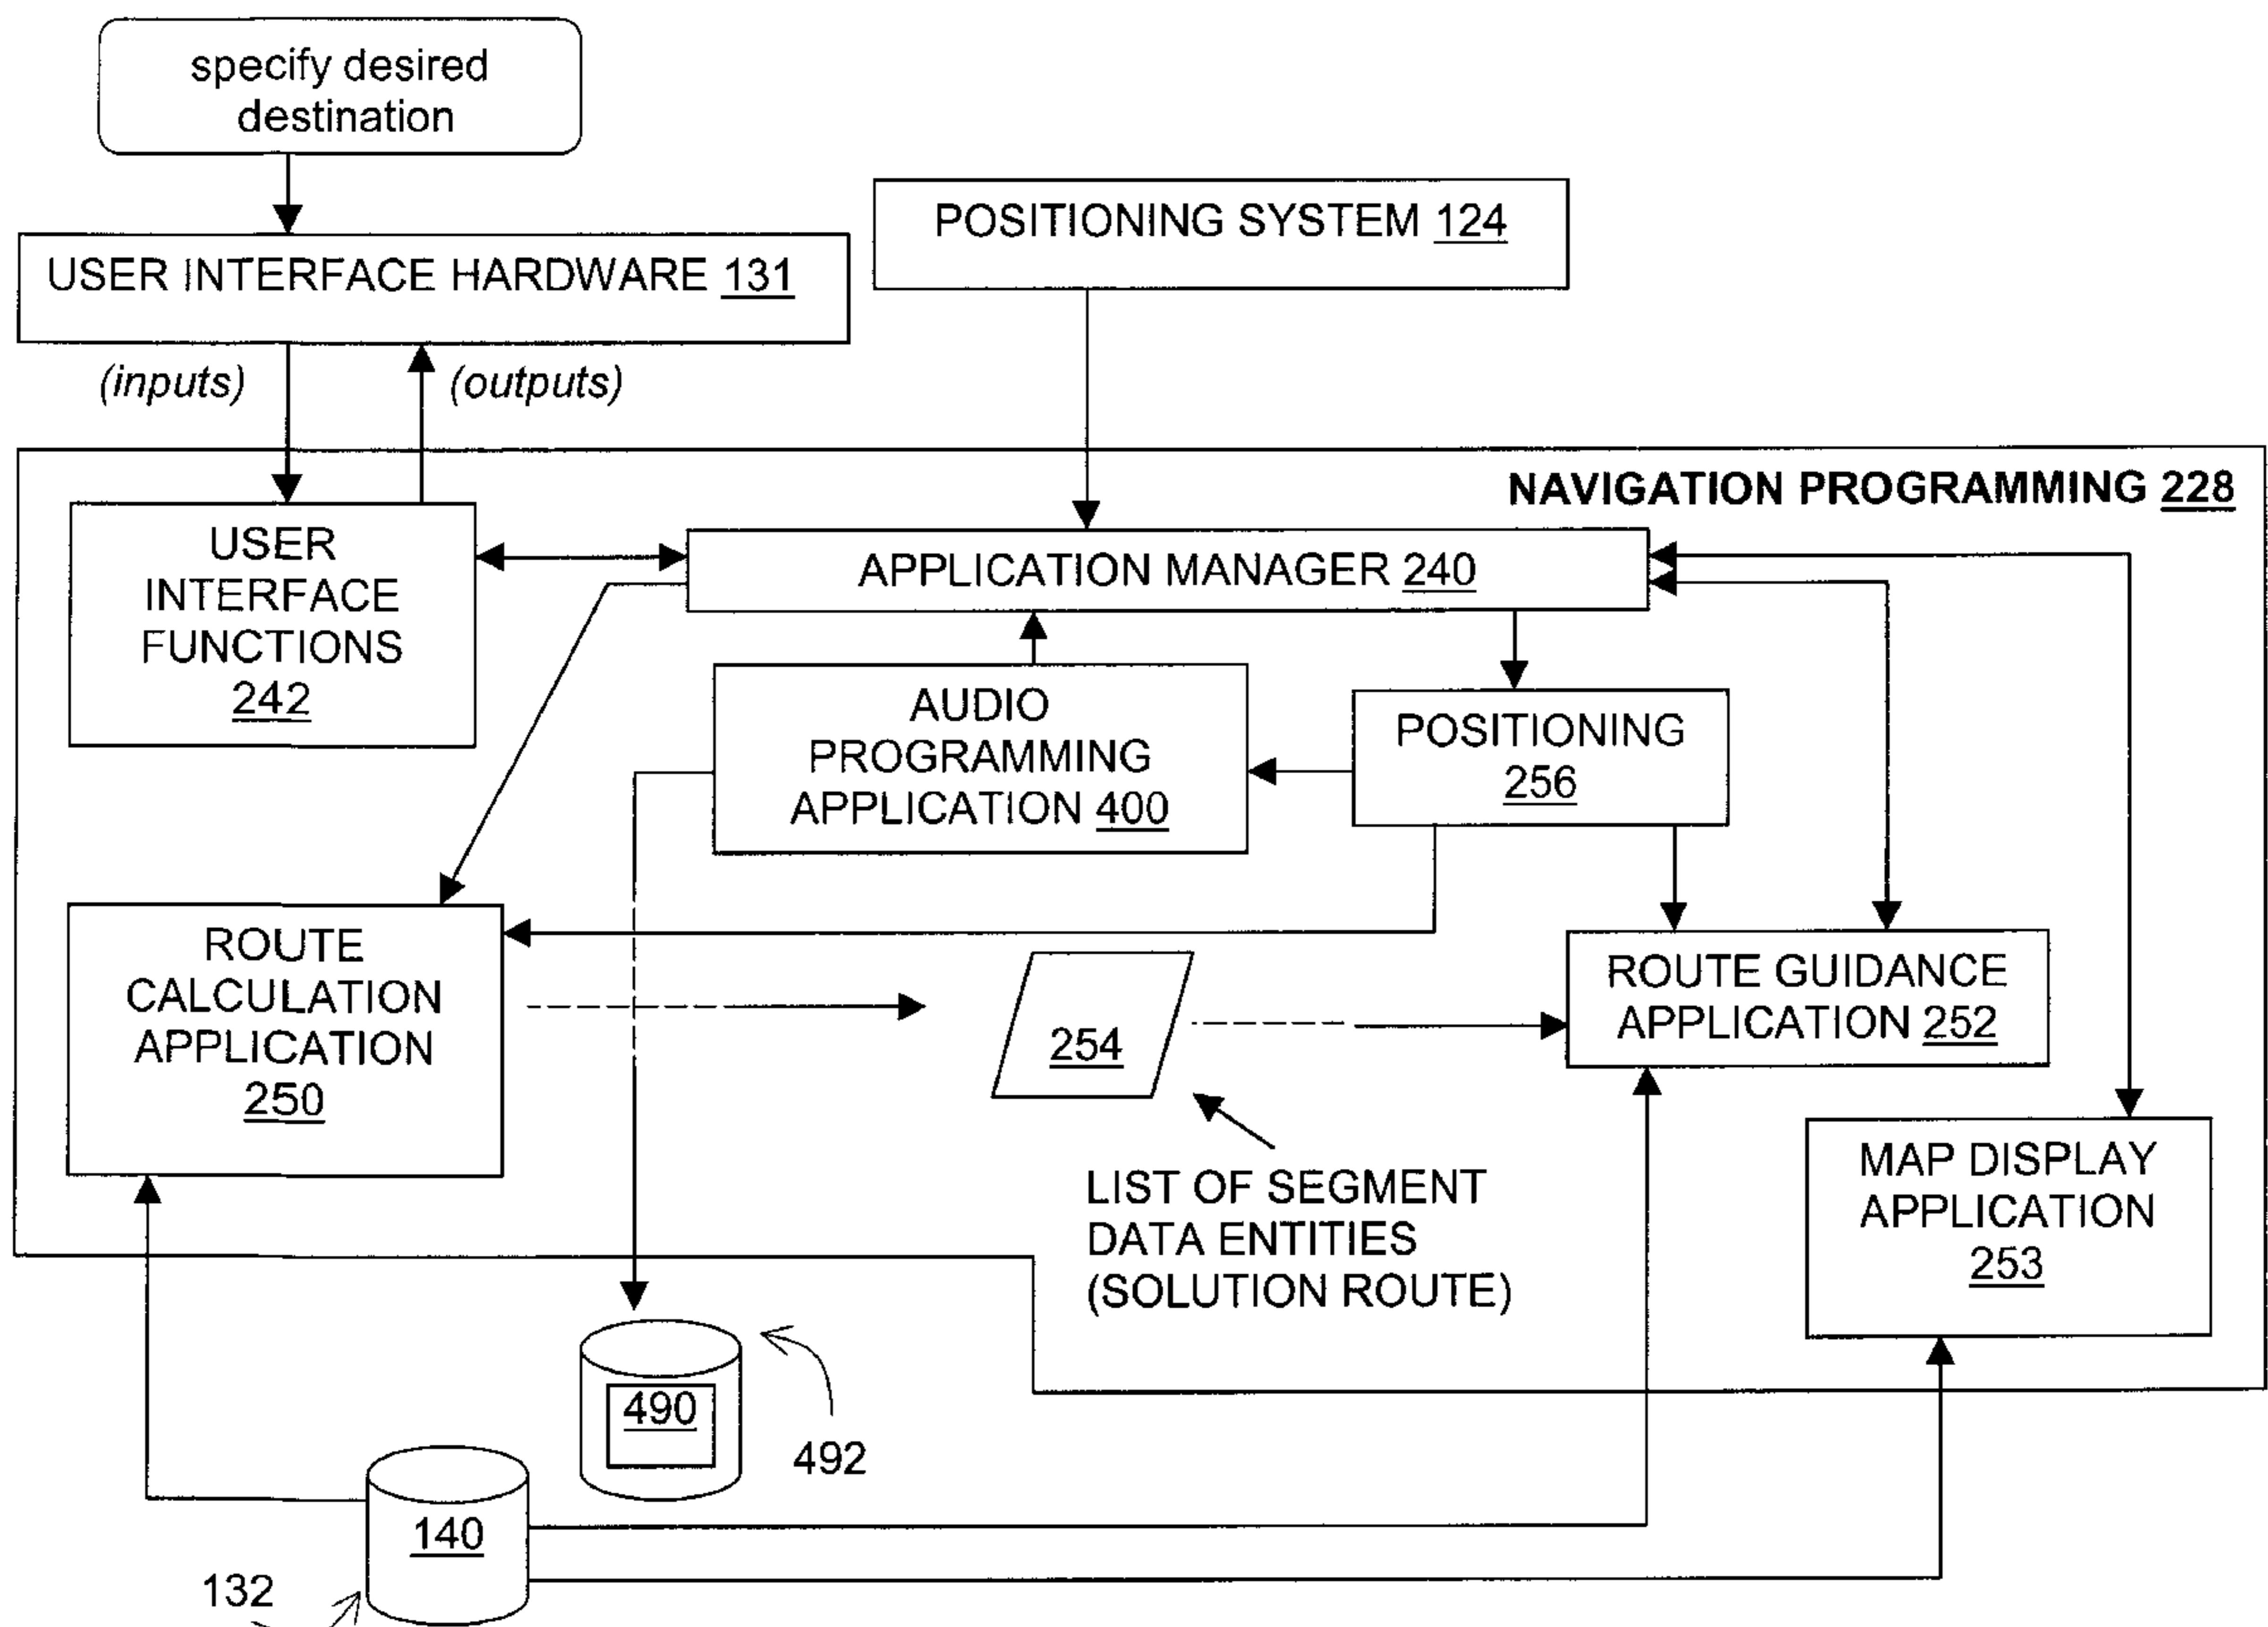 specify desired
destination
POSITIONING SYSTEM 124
USER INTERFACE HARDWARE 131
(inputs)
(outputs)
NAVIGATION PROGRAMMING 228
USER
INTERFACE
FUNCTIONS
242
APPLICATION MANAGER 240
AUDIO
PROGRAMMING
APPLICATION 400
POSITIONING
256
ROUTE
CALCULATION
APPLICATION
250
254
ROUTE GUIDANCE
APPLICATION 252
LIST OF SEGMENT
DATA ENTITIES
(SOLUTION ROUTE)
MAP DISPLAY
APPLICATION
253
490
492
140
132